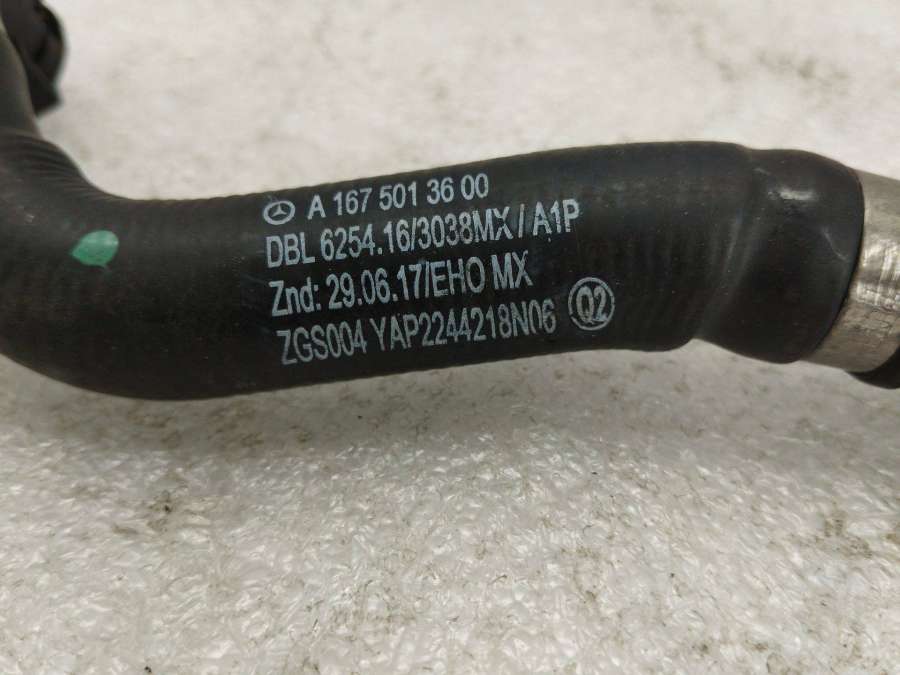 A 167 501 36 00
DBL 6254.16/3038MX/A1P
Znd: 29.06.17/EHO MX
ZGS004 YAP2244218N06 Q2